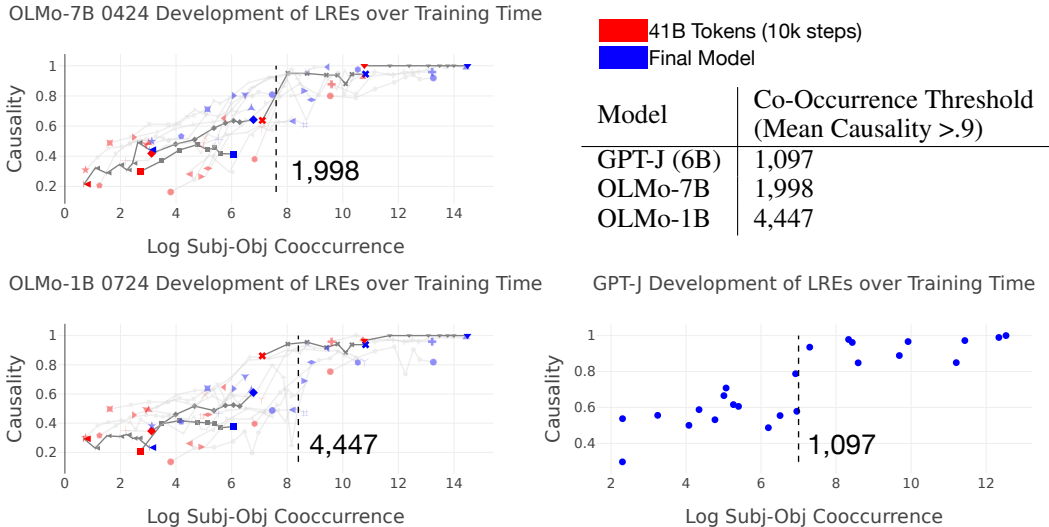 OLMo-7B 0424 Development of LREs over Training Time
Causality
1
0.8
0.6
0.4
0.2
1,998
0 2 4 6 8 10 12 14
Log Subj-Obj Cooccurrence
41B Tokens (10k steps)
Final Model
Model Co-Occurrence Threshold (Mean Causality >.9)
GPT-J (6B) 1,097
OLMo-7B 1,998
OLMo-1B 4,447
OLMo-1B 0724 Development of LREs over Training Time
Causality
1
0.8
0.6
0.4
0.2
4,447
0 2 4 6 8 10 12 14
Log Subj-Obj Cooccurrence
GPT-J Development of LREs over Training Time
Causality
1
0.8
0.6
0.4
1,097
2 4 6 8 10 12
Log Subj-Obj Cooccurrence